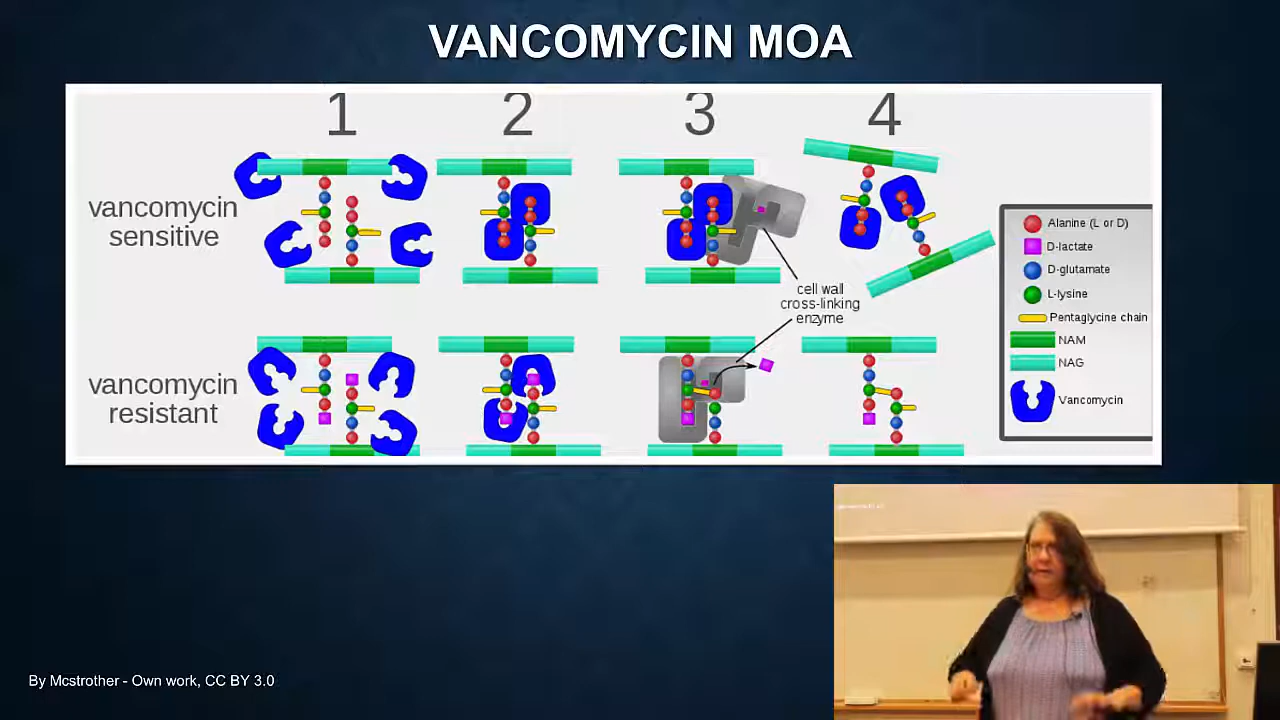 VANCOMYCIN MOA
1 2 3 4
vancomycin
sensitive
cell wall
cross-linking
enzyme
vancomycin
resistant
Alanine (L or D)
D-lactate
D-glutamate
L-lysine
Pentaglycine chain
NAM
NAG
Vancomycin
By Mcstrother - Own work, CC BY 3.0